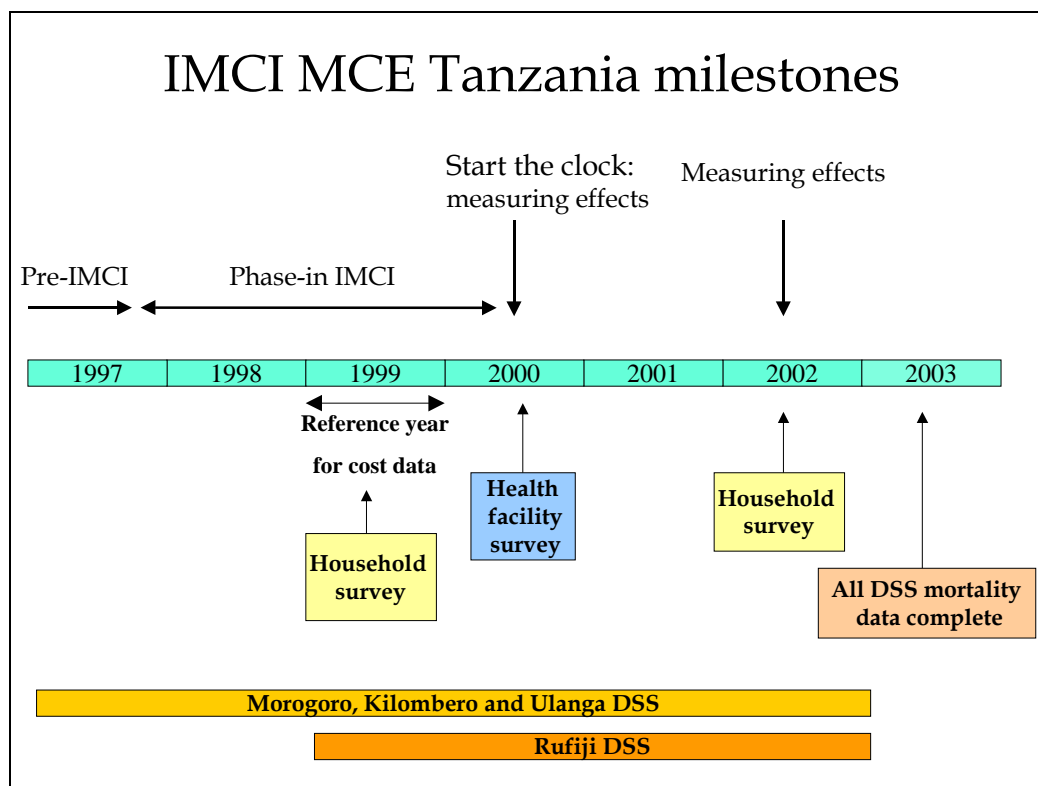 IMCI MCE Tanzania milestones
Start the clock:
measuring effects
Measuring effects
Pre-IMCI
Phase-in IMCI
1997
1998
1999
2000
2001
2002
2003
Reference year
for cost data
Health
facility
survey
Household
survey
Household
survey
All DSS mortality
data complete
Morogoro, Kilombero and Ulanga DSS
Rufiji DSS